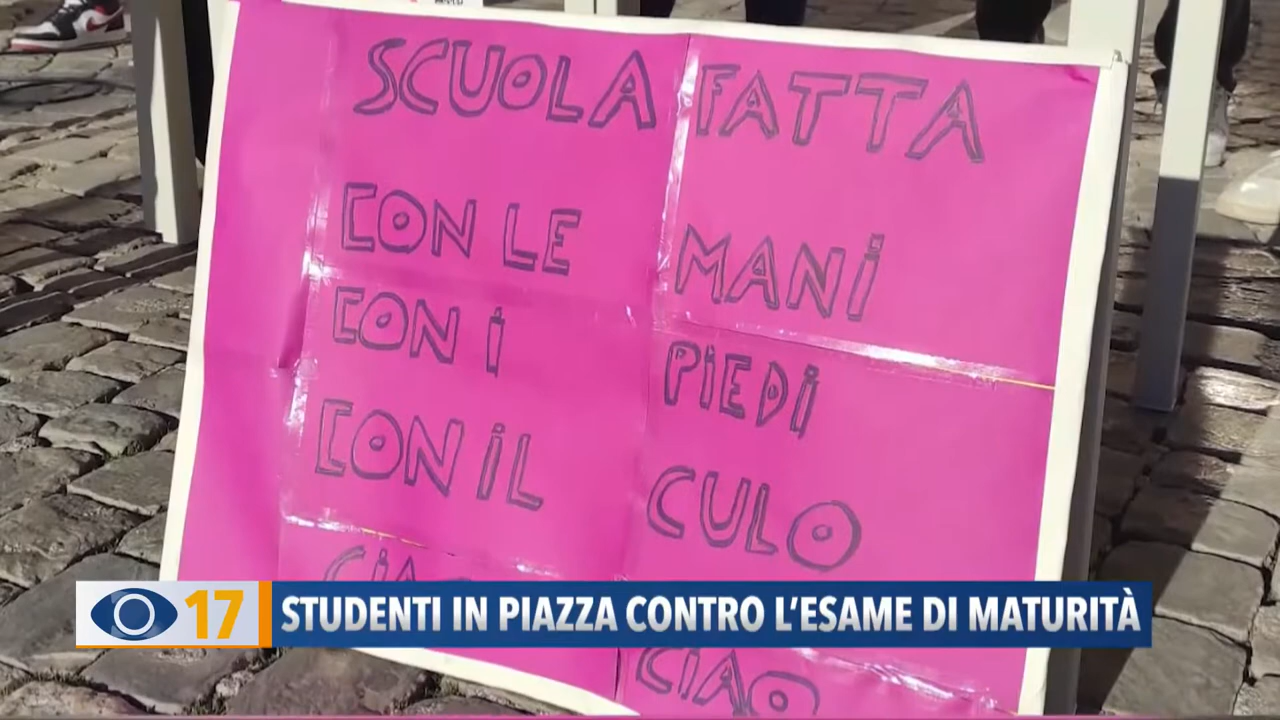 SCUOLA FATTA
CON LE MANI
CON I PIEDI
CON IL CULO
CIAO
17 STUDENTI IN PIAZZA CONTRO L'ESAME DI MATURITÀ